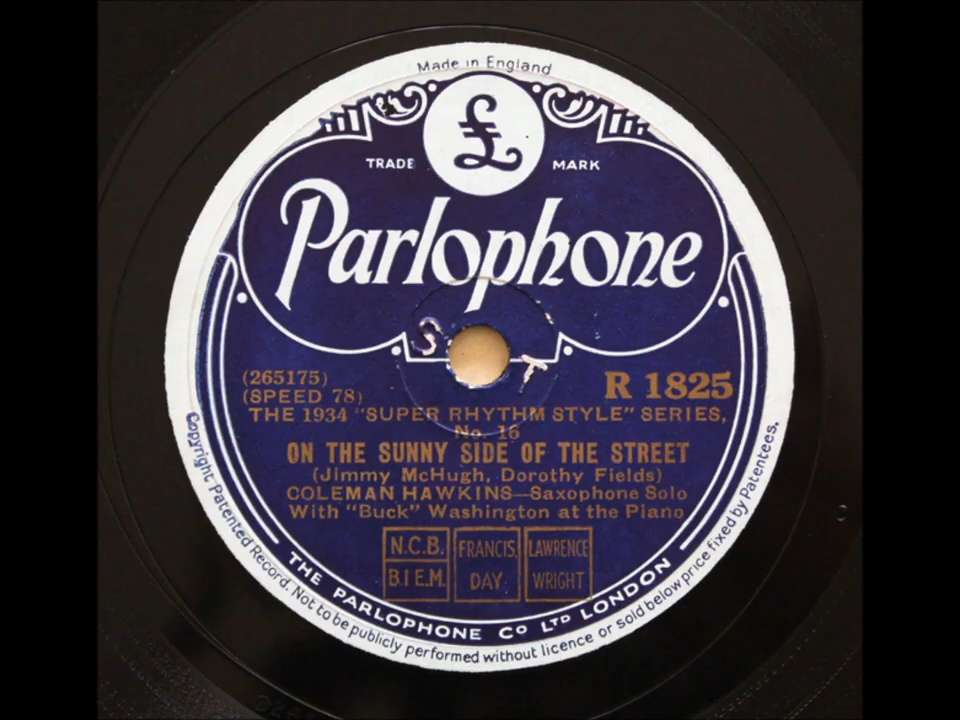 Made in England
£
TRADE MARK
Parlophone
S T
(265175)
(SPEED 78)
R 1825
THE 1934 "SUPER RHYTHM STYLE" SERIES,
No. 16
ON THE SUNNY SIDE OF THE STREET
(Jimmy McHugh, Dorothy Fields)
COLEMAN HAWKINS—Saxophone Solo
With "Buck" Washington at the Piano
N.C.B. FRANCIS, LAWRENCE
B.I E.M. DAY WRIGHT
THE PARLOPHONE CO LTD LONDON
Copyright Patented Record. Not to be publicly performed without licence or sold below price fixed by Patentees.